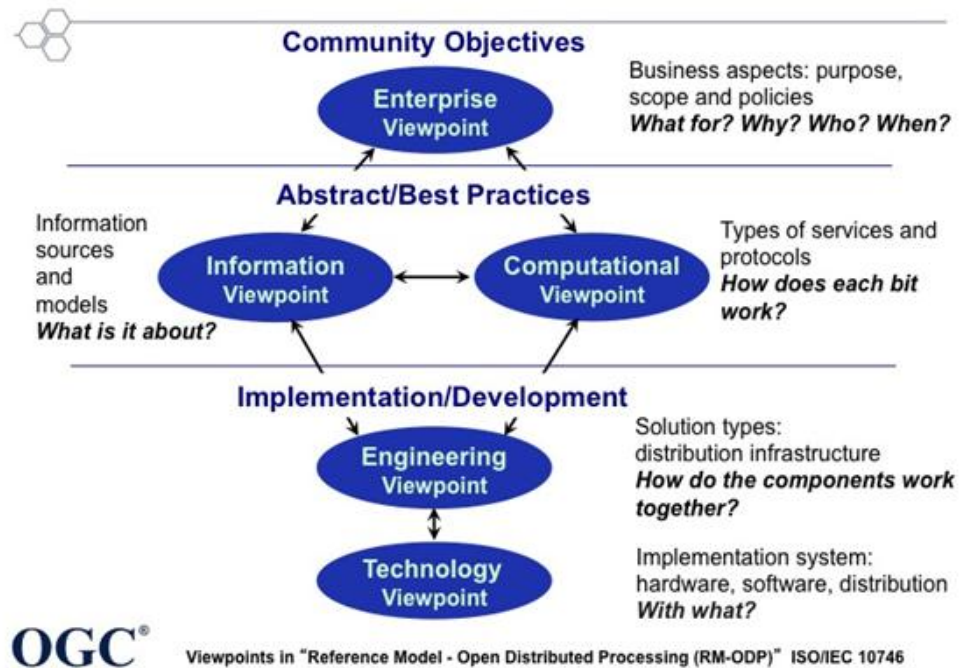 Community Objectives
Enterprise
Viewpoint
Business aspects: purpose,
scope and policies
What for? Why? Who? When?
Abstract/Best Practices
Information
sources
and
models
What is it about?
Information
Viewpoint
Computational
Viewpoint
Types of services and
protocols
How does each bit
work?
Implementation/Development
Engineering
Viewpoint
Solution types:
distribution infrastructure
How do the components work
together?
Technology
Viewpoint
Implementation system:
hardware, software, distribution
With what?
OGC®
Viewpoints in “Reference Model - Open Distributed Processing (RM-ODP)” ISO/IEC 10746